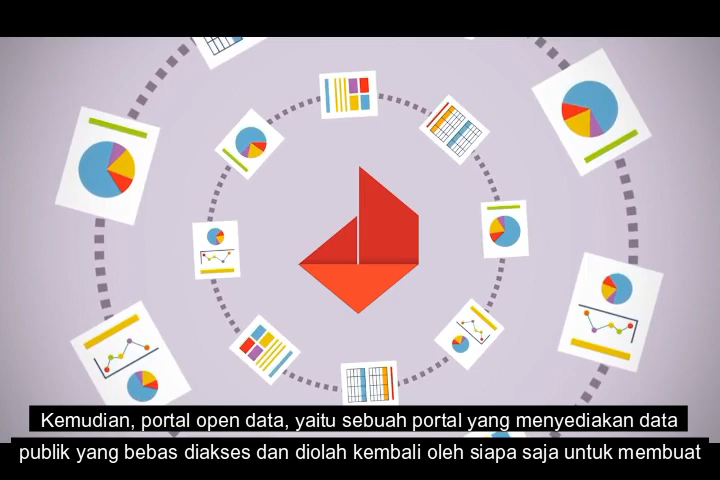 Kemudian, portal open data, yaitu sebuah portal yang menyediakan data
publik yang bebas diakses dan diolah kembali oleh siapa saja untuk membuat